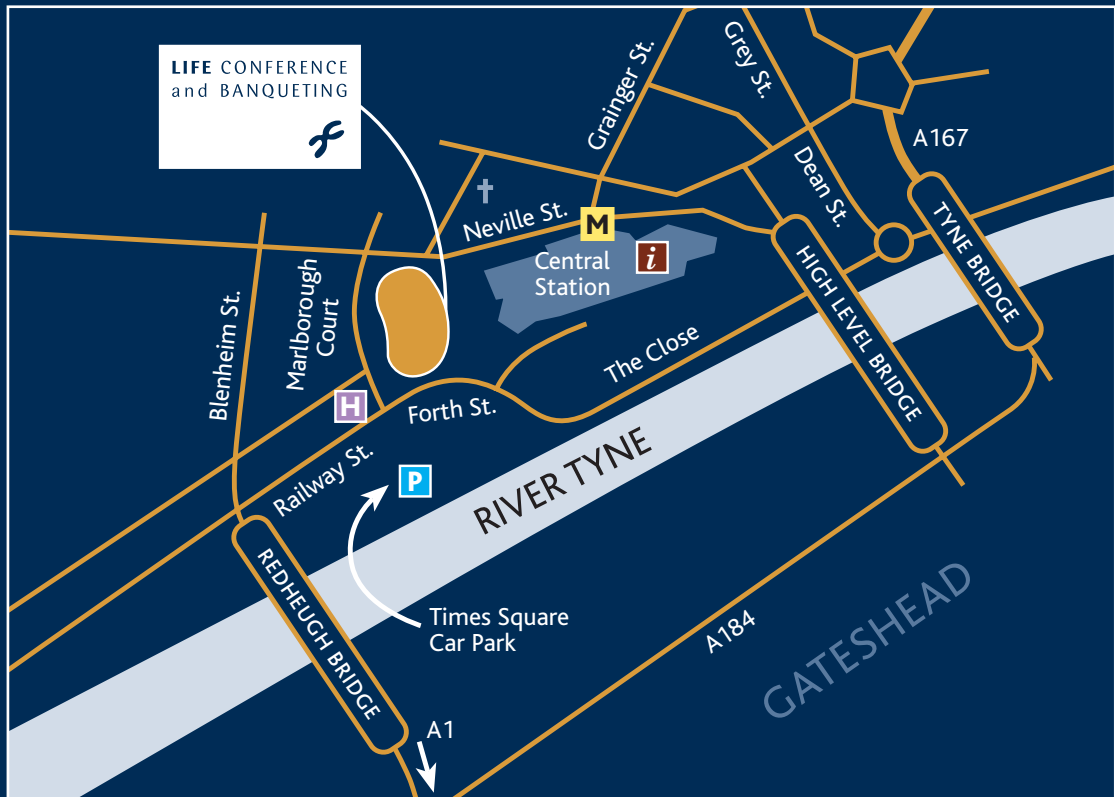 LIFE CONFERENCE
and BANQUETING
Grainger St.
Grey St.
A167
Dean St.
TYNE BRIDGE
Neville St.
M
Central
Station
i
HIGH LEVEL BRIDGE
Blenheim St.
Marlborough
Court
The Close
H
Forth St.
Railway St.
P
RIVER TYNE
REDHEUGH BRIDGE
Times Square
Car Park
A184
GATESHEAD
A1